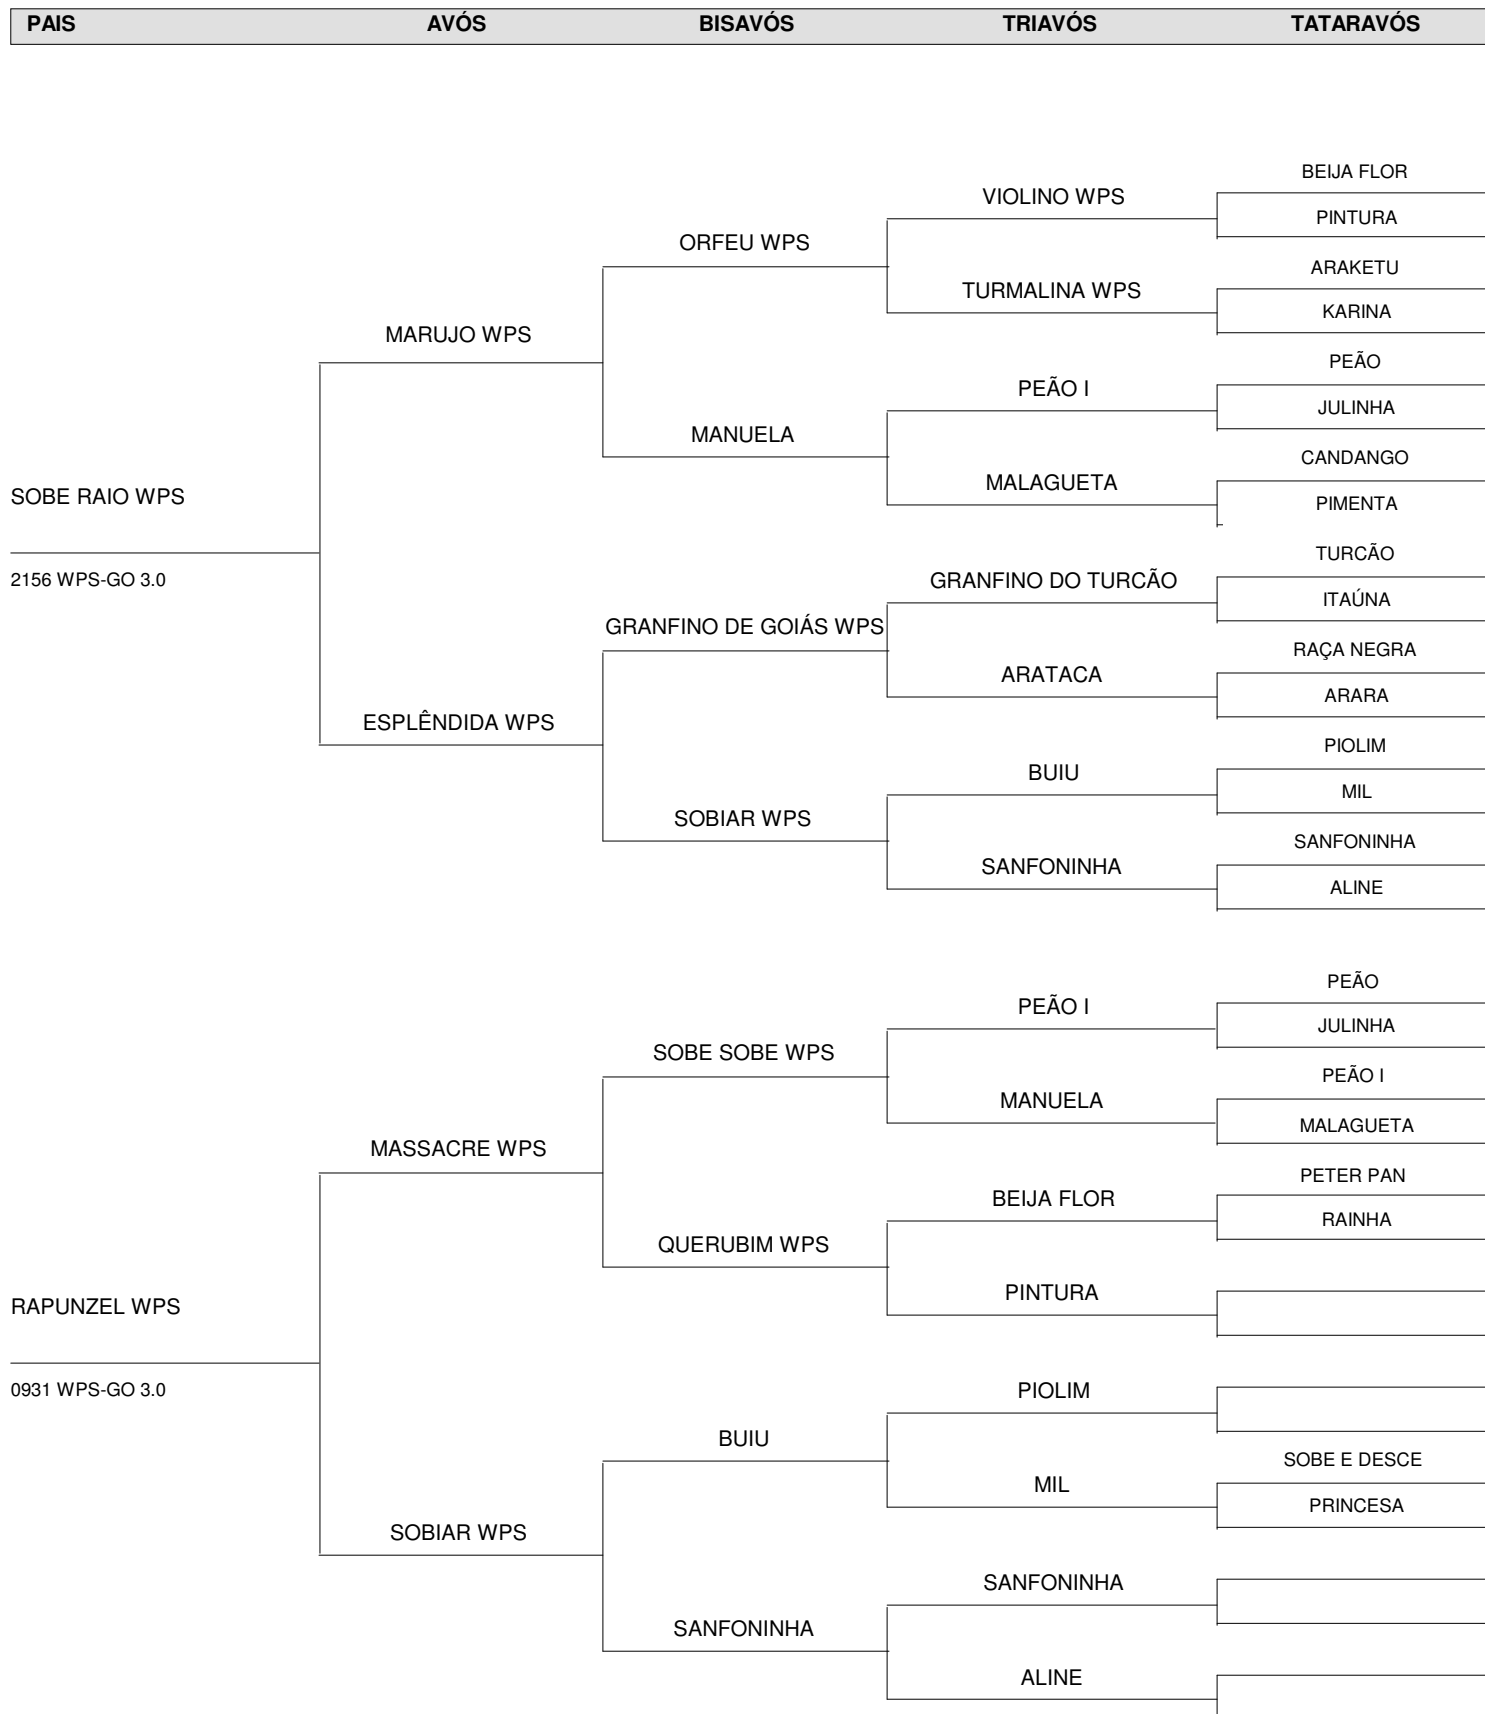 PAIS AVÓS BISAVÓS TRIAVÓS TATARAVÓS
BEIJA FLOR
VIOLINO WPS
PINTURA
ORFEU WPS
ARAKETU
TURMALINA WPS
KARINA
MARUJO WPS
PEÃO
PEÃO I
JULINHA
MANUELA
CANDANGO
MALAGUETA
SOBE RAIO WPS
PIMENTA
TURCÃO
2156 WPS-GO 3.0
GRANFINO DO TURCÃO
ITAÚNA
GRANFINO DE GOIÁS WPS
RAÇA NEGRA
ARATACA
ARARA
ESPLÊNDIDA WPS
PIOLIM
BUIU
MIL
SOBIAR WPS
SANFONINHA
SANFONINHA
ALINE
PEÃO
PEÃO I
JULINHA
SOBE SOBE WPS
PEÃO I
MANUELA
MALAGUETA
MASSACRE WPS
PETER PAN
BEIJA FLOR
RAINHA
QUERUBIM WPS
PINTURA
RAPUNZEL WPS
0931 WPS-GO 3.0
PIOLIM
BUIU
SOBE E DESCE
MIL
PRINCESA
SOBIAR WPS
SANFONINHA
SANFONINHA
ALINE